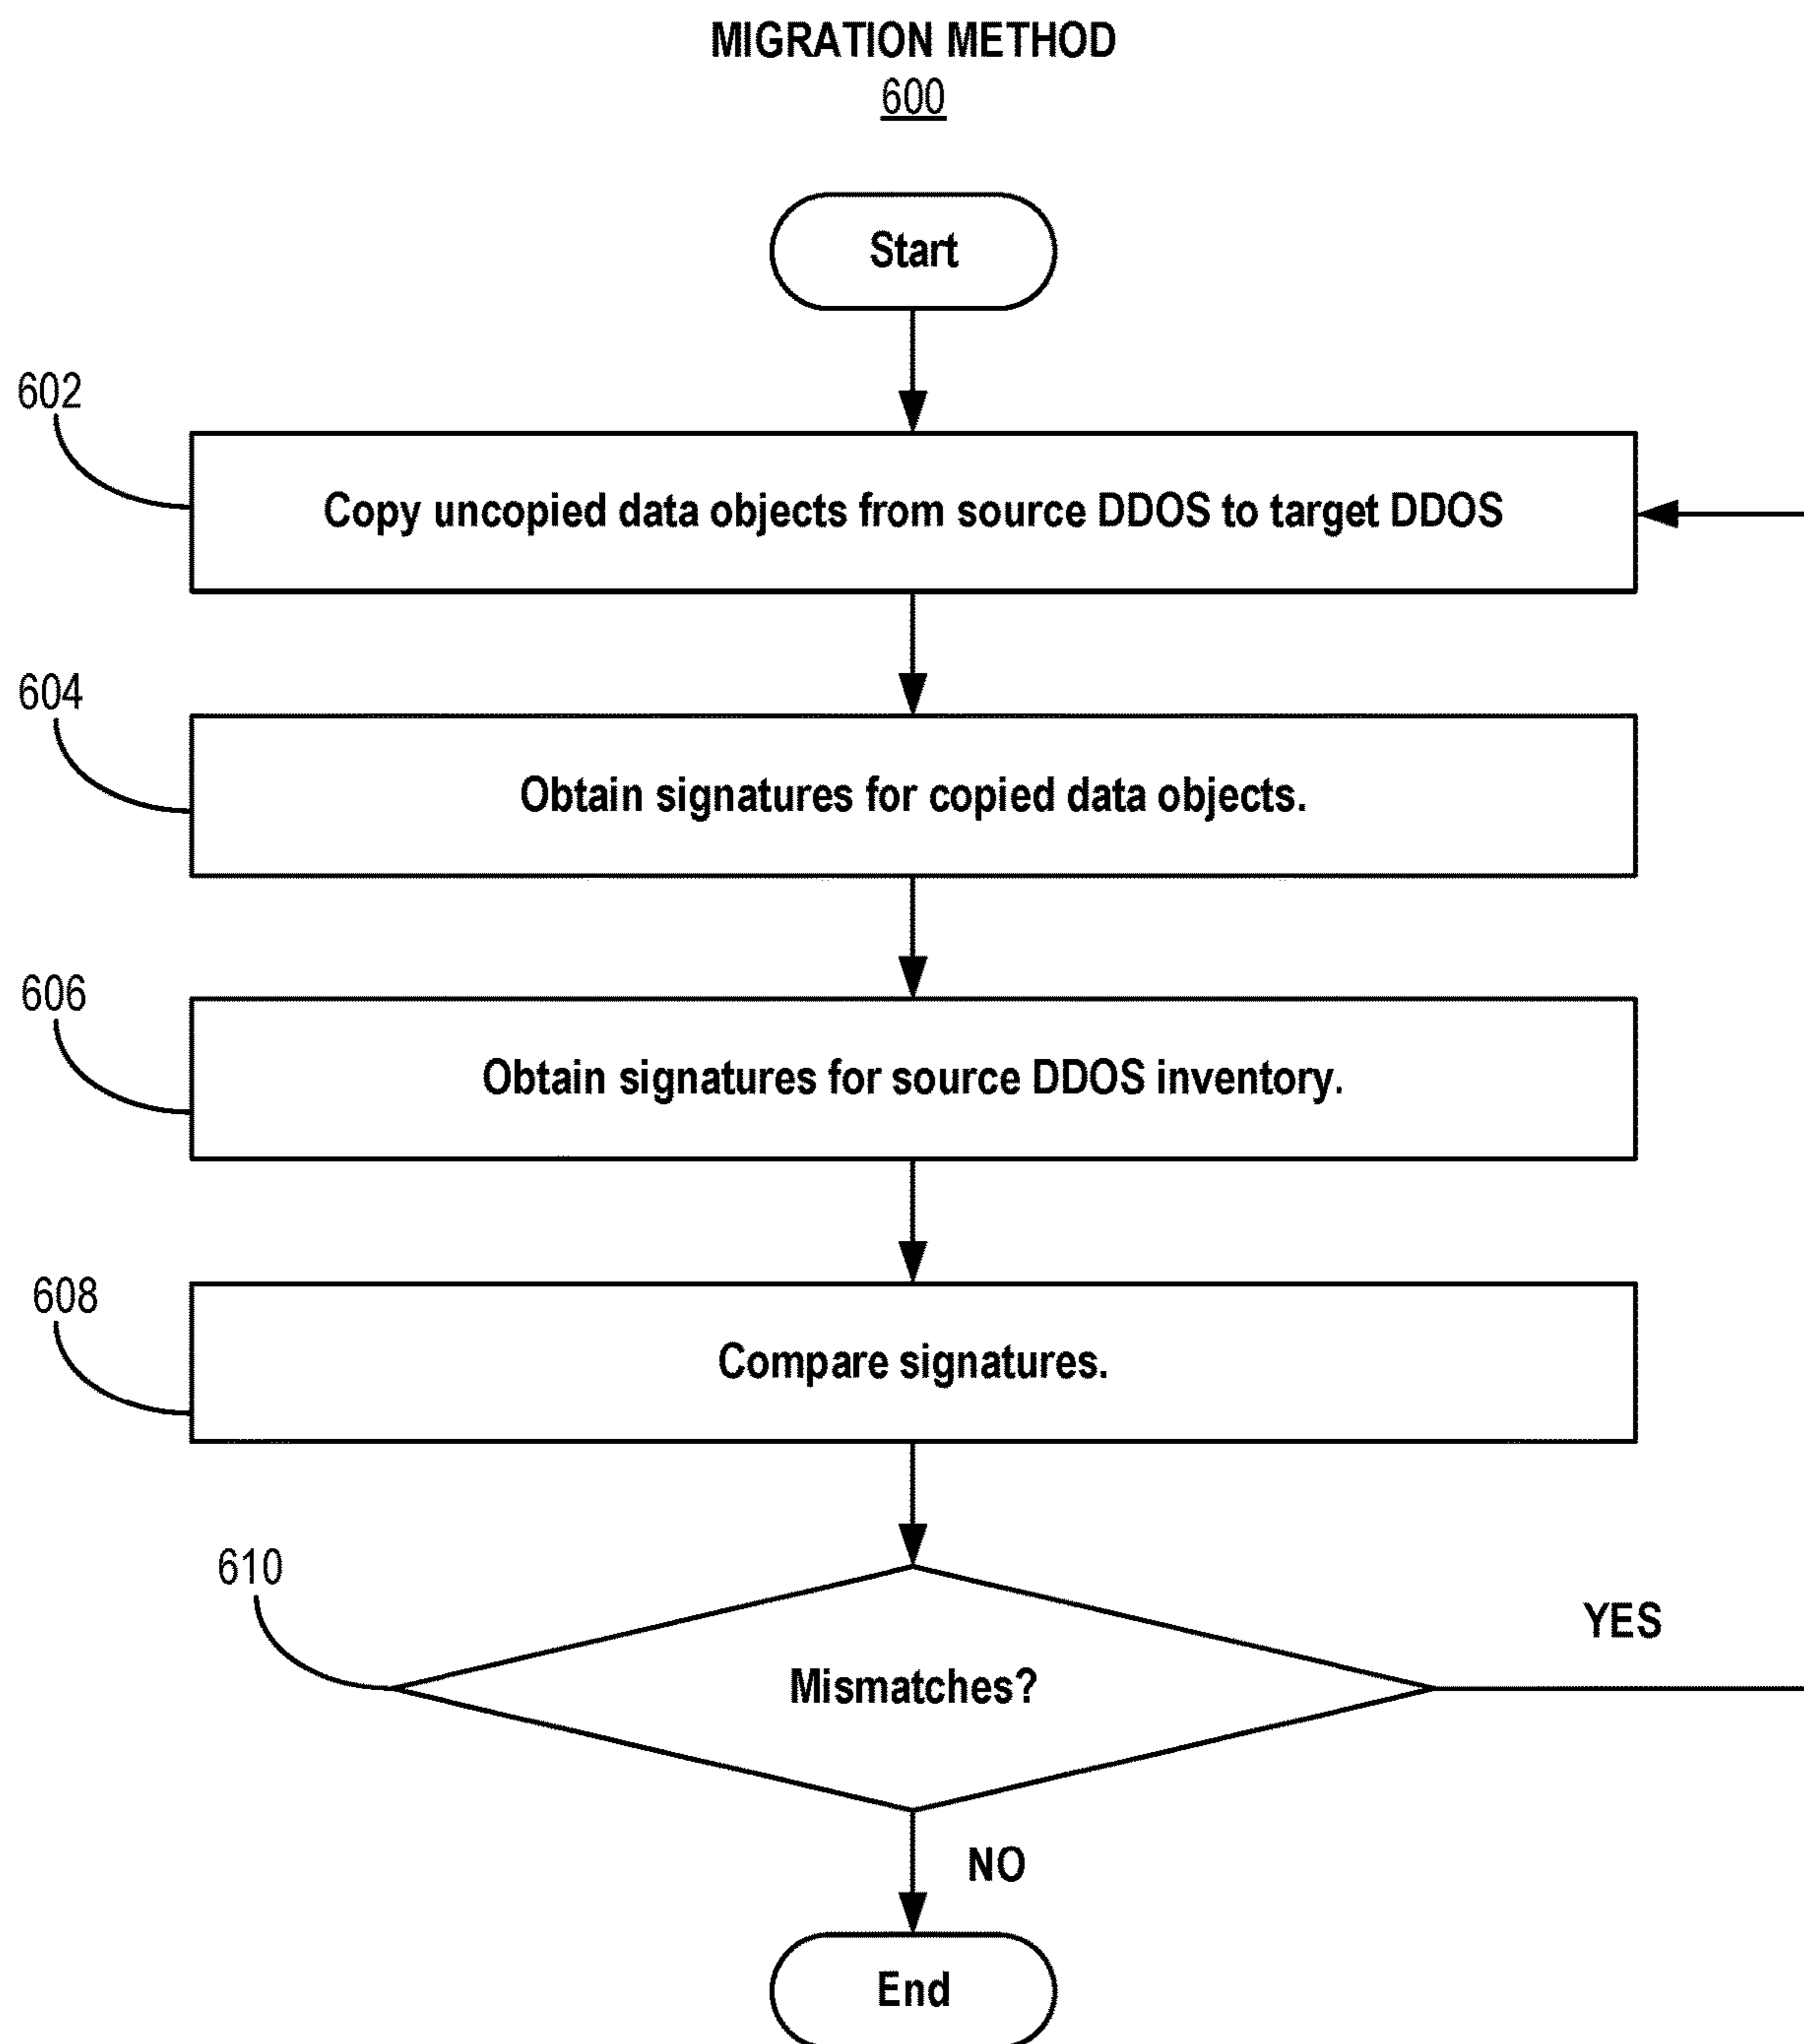 MIGRATION METHOD
600
Start
602
Copy uncopied data objects from source DDOS to target DDOS
604
Obtain signatures for copied data objects.
606
Obtain signatures for source DDOS inventory.
608
Compare signatures.
610
Mismatches?
YES
NO
End